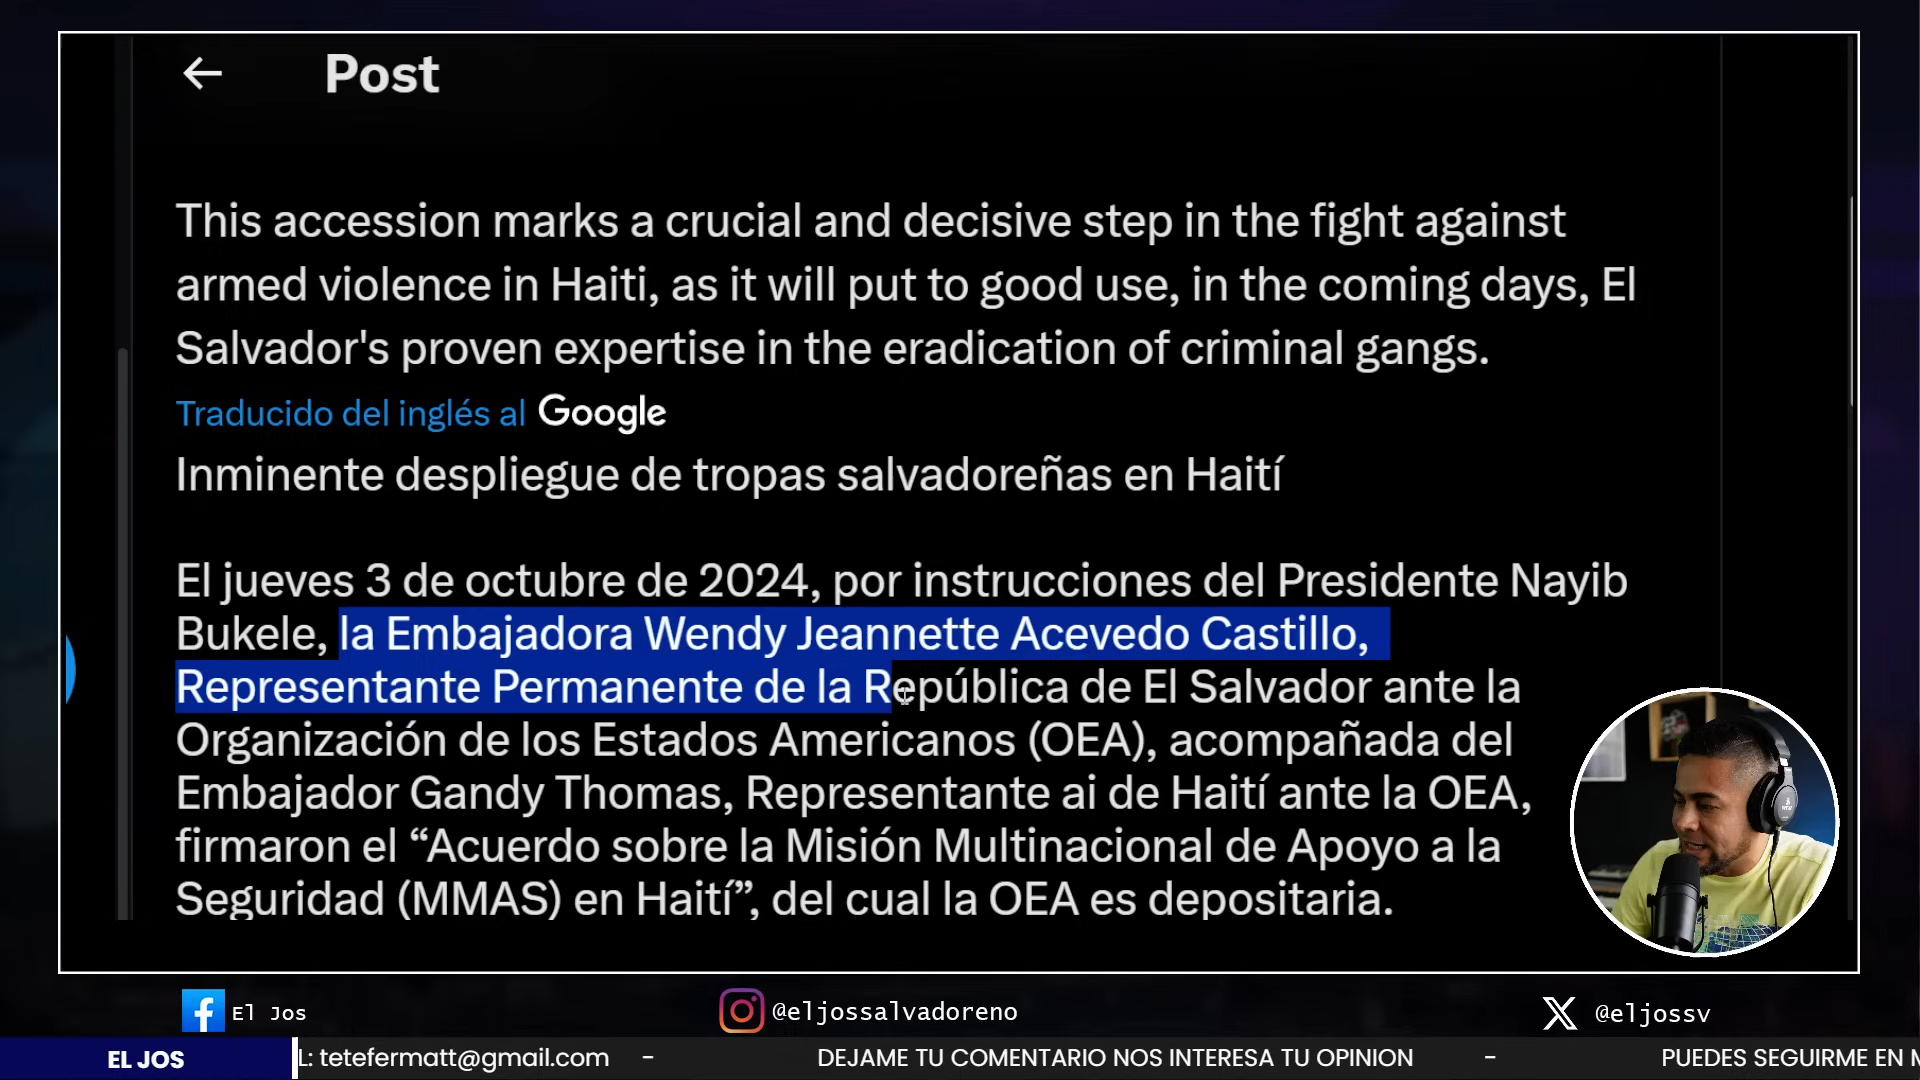 Post
This accession marks a crucial and decisive step in the fight against
armed violence in Haiti, as it will put to good use, in the coming days, El
Salvador's proven expertise in the eradication of criminal gangs.
Traducido del inglés al Google
Inminente despliegue de tropas salvadoreñas en Haití
El jueves 3 de octubre de 2024, por instrucciones del Presidente Nayib
Bukele, la Embajadora Wendy Jeannette Acevedo Castillo,
Representante Permanente de la República de El Salvador ante la
Organización de los Estados Americanos (OEA), acompañada del
Embajador Gandy Thomas, Representante ai de Haití ante la OEA,
firmaron el “Acuerdo sobre la Misión Multinacional de Apoyo a la
Seguridad (MMAS) en Haití”, del cual la OEA es depositaria.
El Jos
@eljossalvadoreno
@eljossv
EL JOS
L: tetefermatt@gmail.com - DEJAME TU COMENTARIO NOS INTERESA TU OPINION - PUEDES SEGUIRME EN M